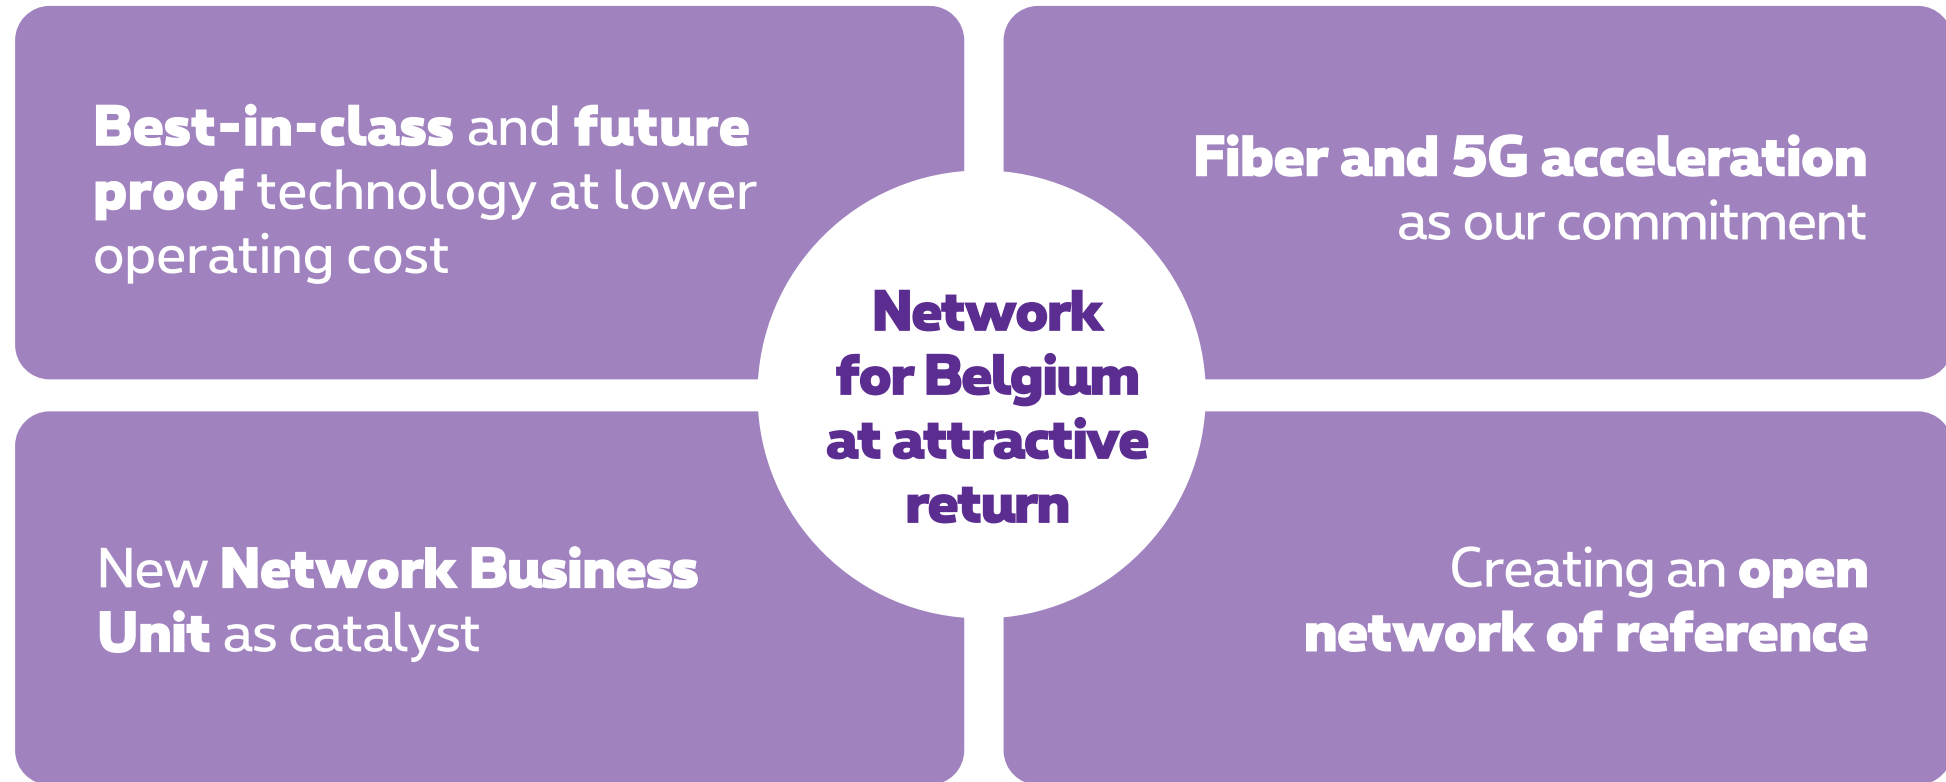 Best-in-class and future
proof technology at lower
operating cost
Fiber and 5G acceleration
as our commitment
Network
for Belgium
at attractive
return
New Network Business
Unit as catalyst
Creating an open
network of reference